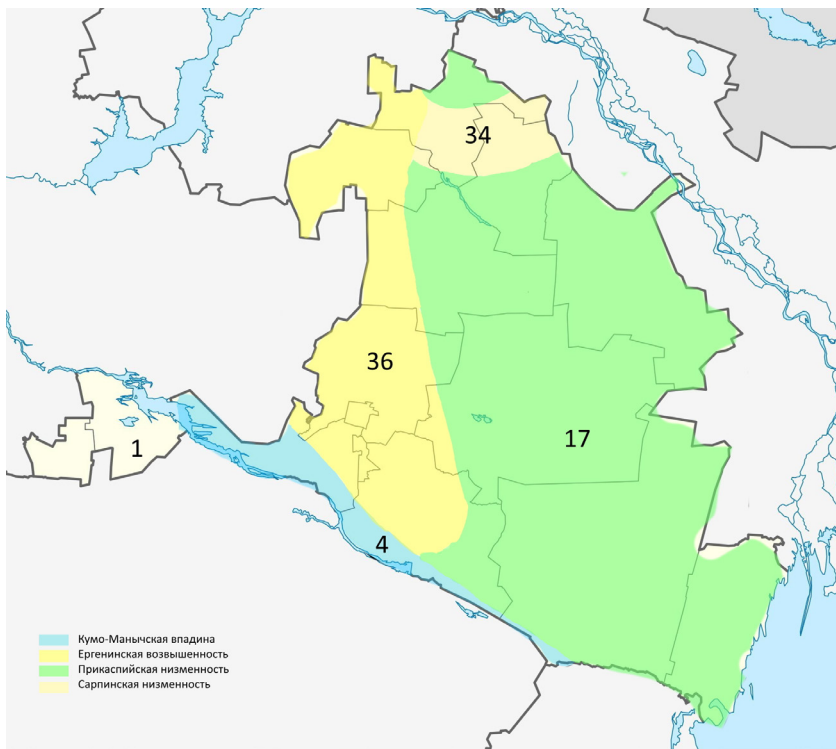 34
36
1
17
4
Кумо-Манычская впадина
Ергенинская возвышенность
Прикаспийская низменность
Сарпинская низменность